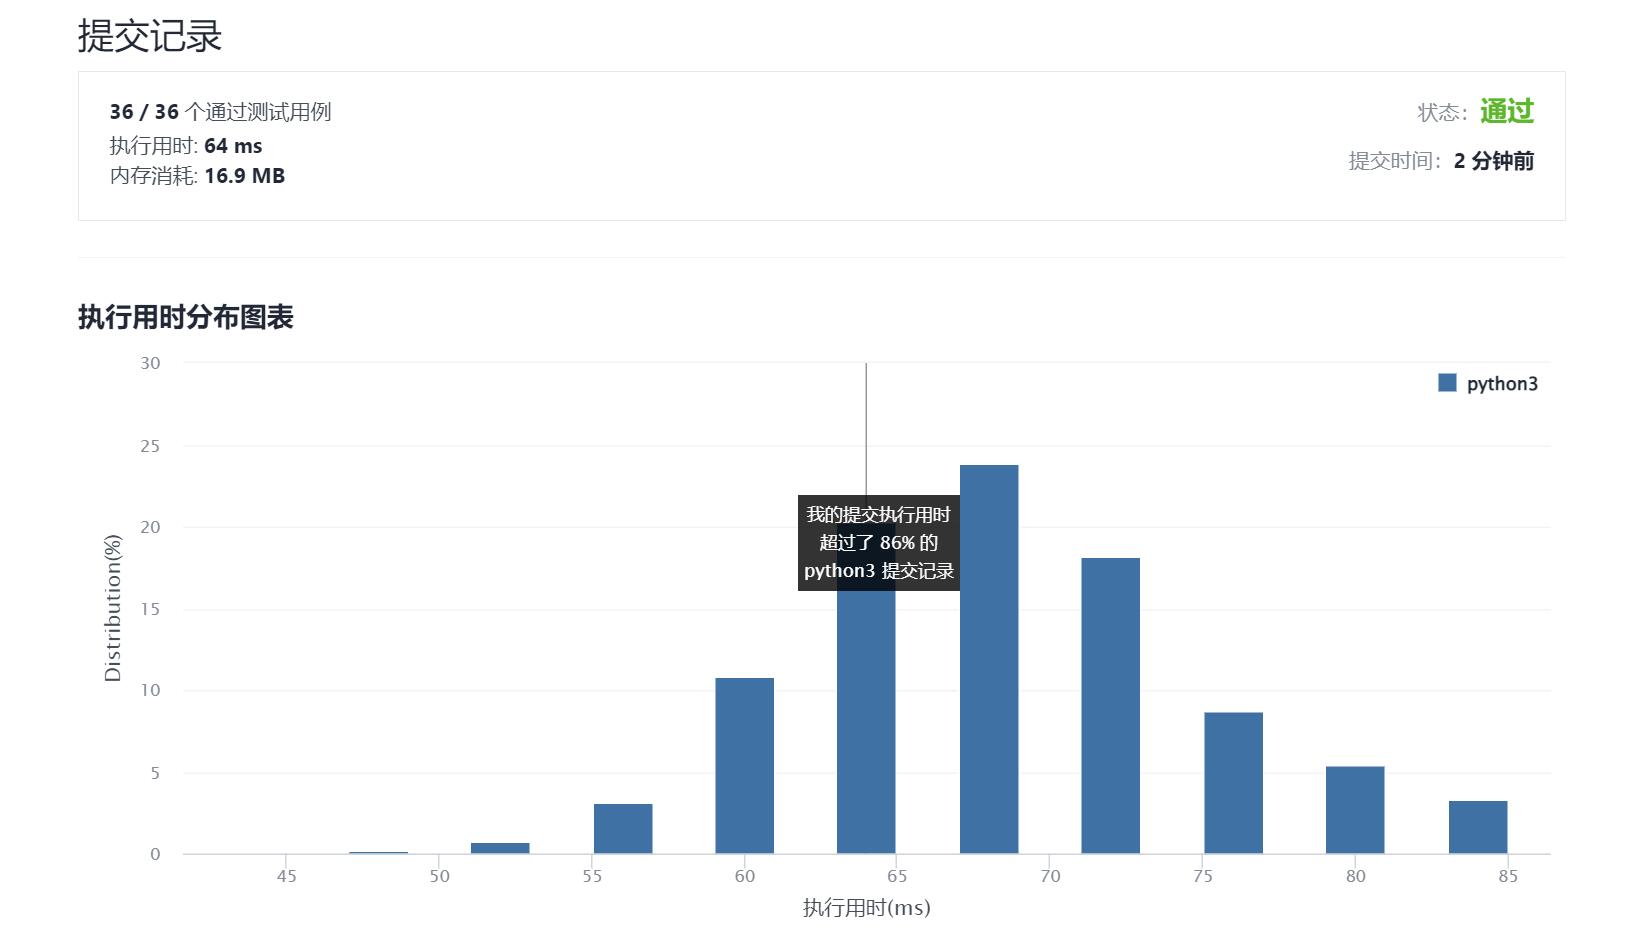 提交记录
36 / 36 个通过测试用例
状态：通过
执行用时: 64 ms
提交时间：2 分钟前
内存消耗: 16.9 MB
执行用时分布图表
30
python3
25
我的提交执行用时
20
超过了 86% 的
python3 提交记录
Distribution(%)
15
10
5
0
45 50 55 60 65 70 75 80 85
执行用时(ms)